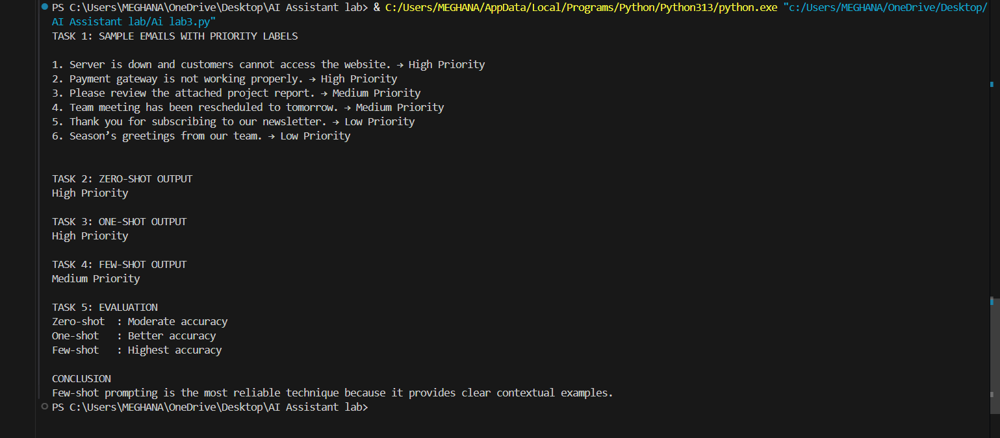 PS C:\Users\MEGHANA\OneDrive\Desktop\AI Assistant lab> & C:/Users/MEGHANA/AppData/Local/Programs/Python/Python313/python.exe "c:/Users/MEGHANA/OneDrive/Desktop/
AI Assistant lab/Ai lab3.py"
TASK 1: SAMPLE EMAILS WITH PRIORITY LABELS
1. Server is down and customers cannot access the website. → High Priority
2. Payment gateway is not working properly. → High Priority
3. Please review the attached project report. → Medium Priority
4. Team meeting has been rescheduled to tomorrow. → Medium Priority
5. Thank you for subscribing to our newsletter. → Low Priority
6. Season’s greetings from our team. → Low Priority
TASK 2: ZERO-SHOT OUTPUT
High Priority
TASK 3: ONE-SHOT OUTPUT
High Priority
TASK 4: FEW-SHOT OUTPUT
Medium Priority
TASK 5: EVALUATION
Zero-shot  : Moderate accuracy
One-shot   : Better accuracy
Few-shot   : Highest accuracy
CONCLUSION
Few-shot prompting is the most reliable technique because it provides clear contextual examples.
PS C:\Users\MEGHANA\OneDrive\Desktop\AI Assistant lab>